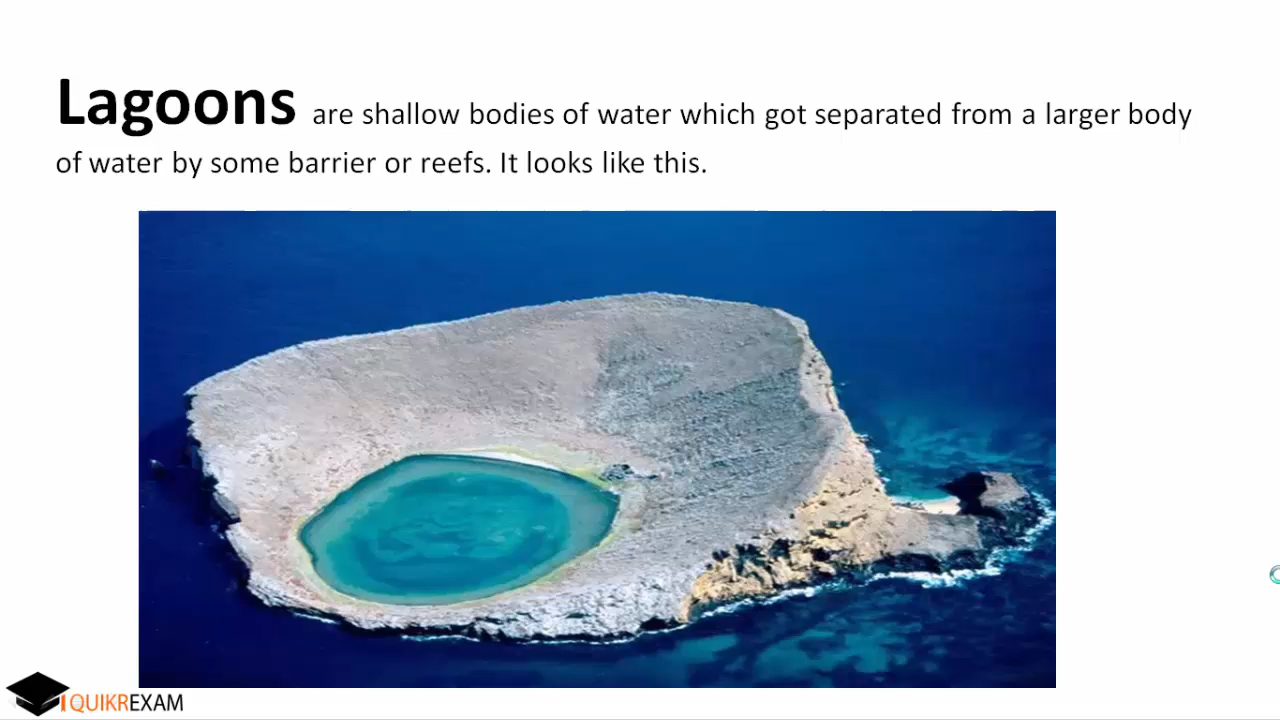 Lagoons are shallow bodies of water which got separated from a larger body
of water by some barrier or reefs. It looks like this.
IQUIKREXAM